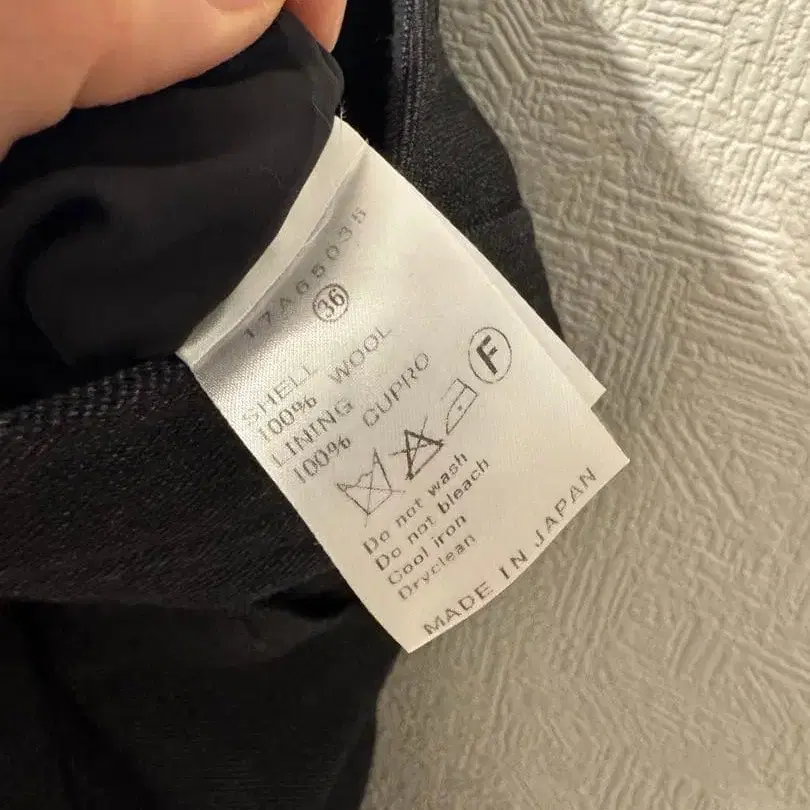 17A65035
36
SHELL
100% WOOL
LINING
100% CUPRO
F
Do not wash
Do not bleach
Cool iron
Dryclean
MADE IN JAPAN